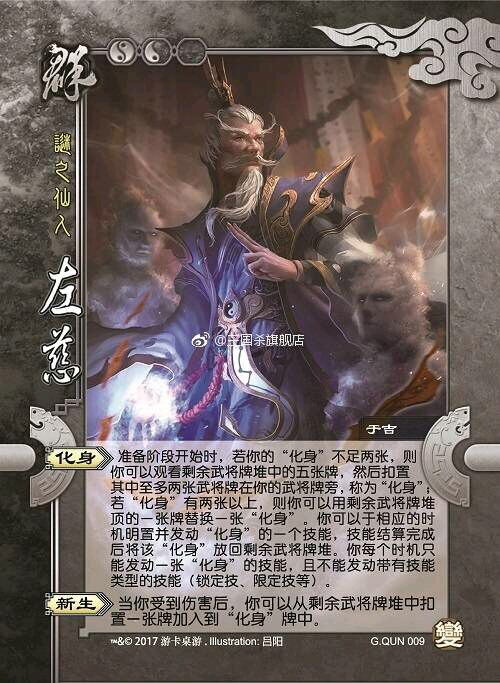 群
謎之仙人
左慈
@三国杀旗舰店
于吉
化身
准备阶段开始时，若你的“化身”不足两张，则
你可以观看剩余武将牌堆中的五张牌，然后扣置
其中至多两张武将牌在你的武将牌旁，称为“化身”；
若“化身”有两张以上，则你可以用剩余武将牌堆
顶的一张牌替换一张“化身”。你可以于相应的时
机明置并发动“化身”的一个技能，技能结算完成
后将该“化身”放回剩余武将牌堆。你每个时机只
能发动一张“化身”的技能，且不能发动带有技能
类型的技能（锁定技、限定技等）。
新生
当你受到伤害后，你可以从剩余武将牌堆中扣
置一张牌加入到“化身”牌中。
™&© 2017 游卡桌游 . Illustration: 吕阳
G.QUN 009
變